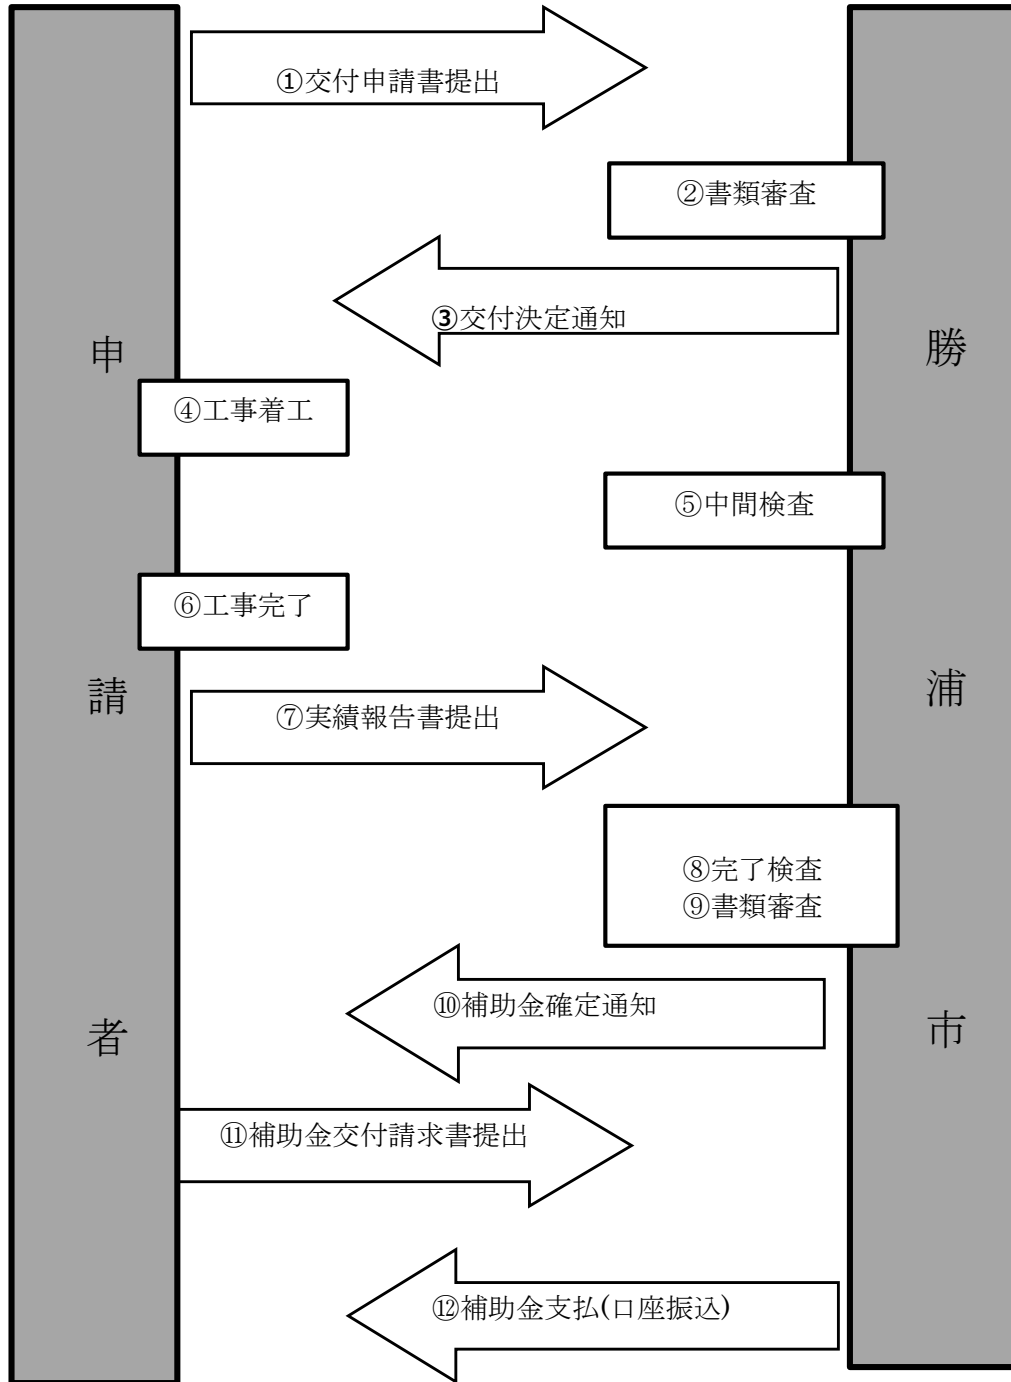 ①交付申請書提出
②書類審査
③交付決定通知
④工事着工
⑤中間検査
⑥工事完了
⑦実績報告書提出
⑧完了検査
⑨書類審査
⑩補助金確定通知
⑪補助金交付請求書提出
⑫補助金支払(口座振込)
申請者
勝浦市